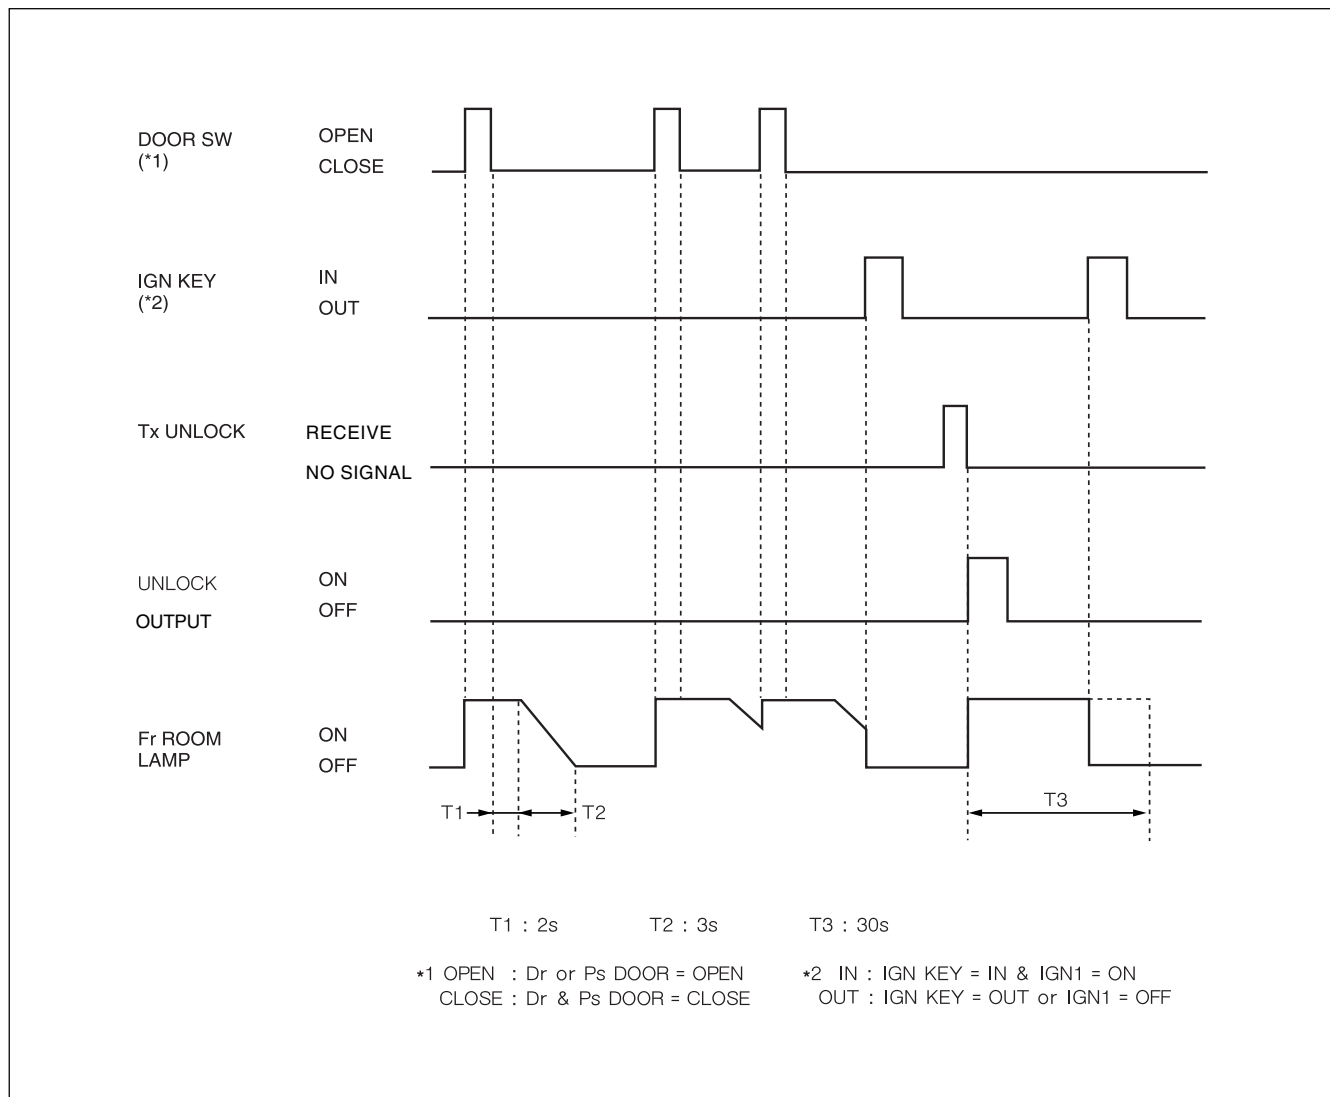 DOOR SW
(*1)
OPEN
CLOSE
IGN KEY
(*2)
IN
OUT
Tx UNLOCK
RECEIVE
NO SIGNAL
UNLOCK
OUTPUT
ON
OFF
Fr ROOM
LAMP
ON
OFF
T1
T2
T3
T1 : 2s
T2 : 3s
T3 : 30s
*1 OPEN : Dr or Ps DOOR = OPEN
CLOSE : Dr & Ps DOOR = CLOSE
*2 IN : IGN KEY = IN & IGN1 = ON
OUT : IGN KEY = OUT or IGN1 = OFF